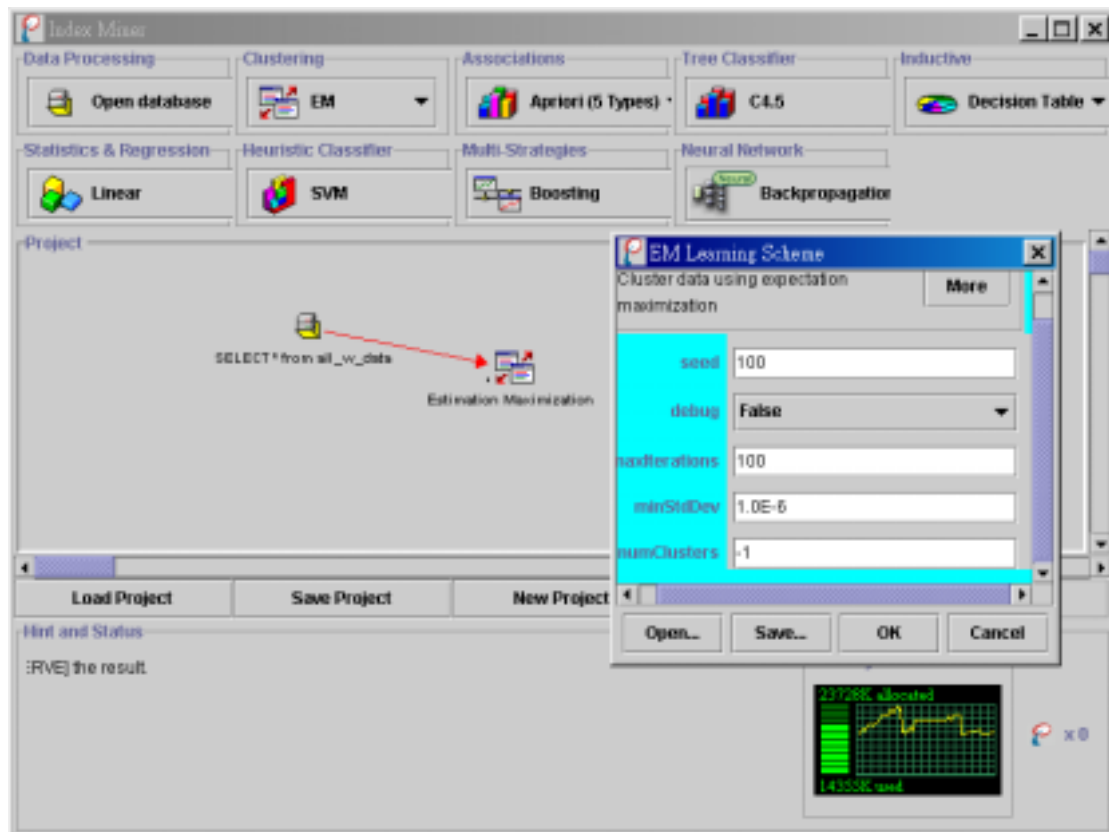 Index Miner
Data Processing
Clustering
Associations
Tree Classifier
Inductive
Open database
EM
Apriori (5 Types)
C4.5
Decision Table
Statistics & Regression
Heuristic Classifier
Multi-Strategies
Neural Network
Linear
SVM
Boosting
Neural
Backpropagation
Project
SELECT * from all_w_data
Estimation Maximization
EM Learning Scheme
Cluster data using expectation
maximization
More
seed 100
debug False
naxIterations 100
minStdDev 1.0E-6
numClusters -1
Open...
Save...
OK
Cancel
Load Project
Save Project
New Project
Hint and Status
:RVE] the result.
23728K allocated
14355K used
x 0